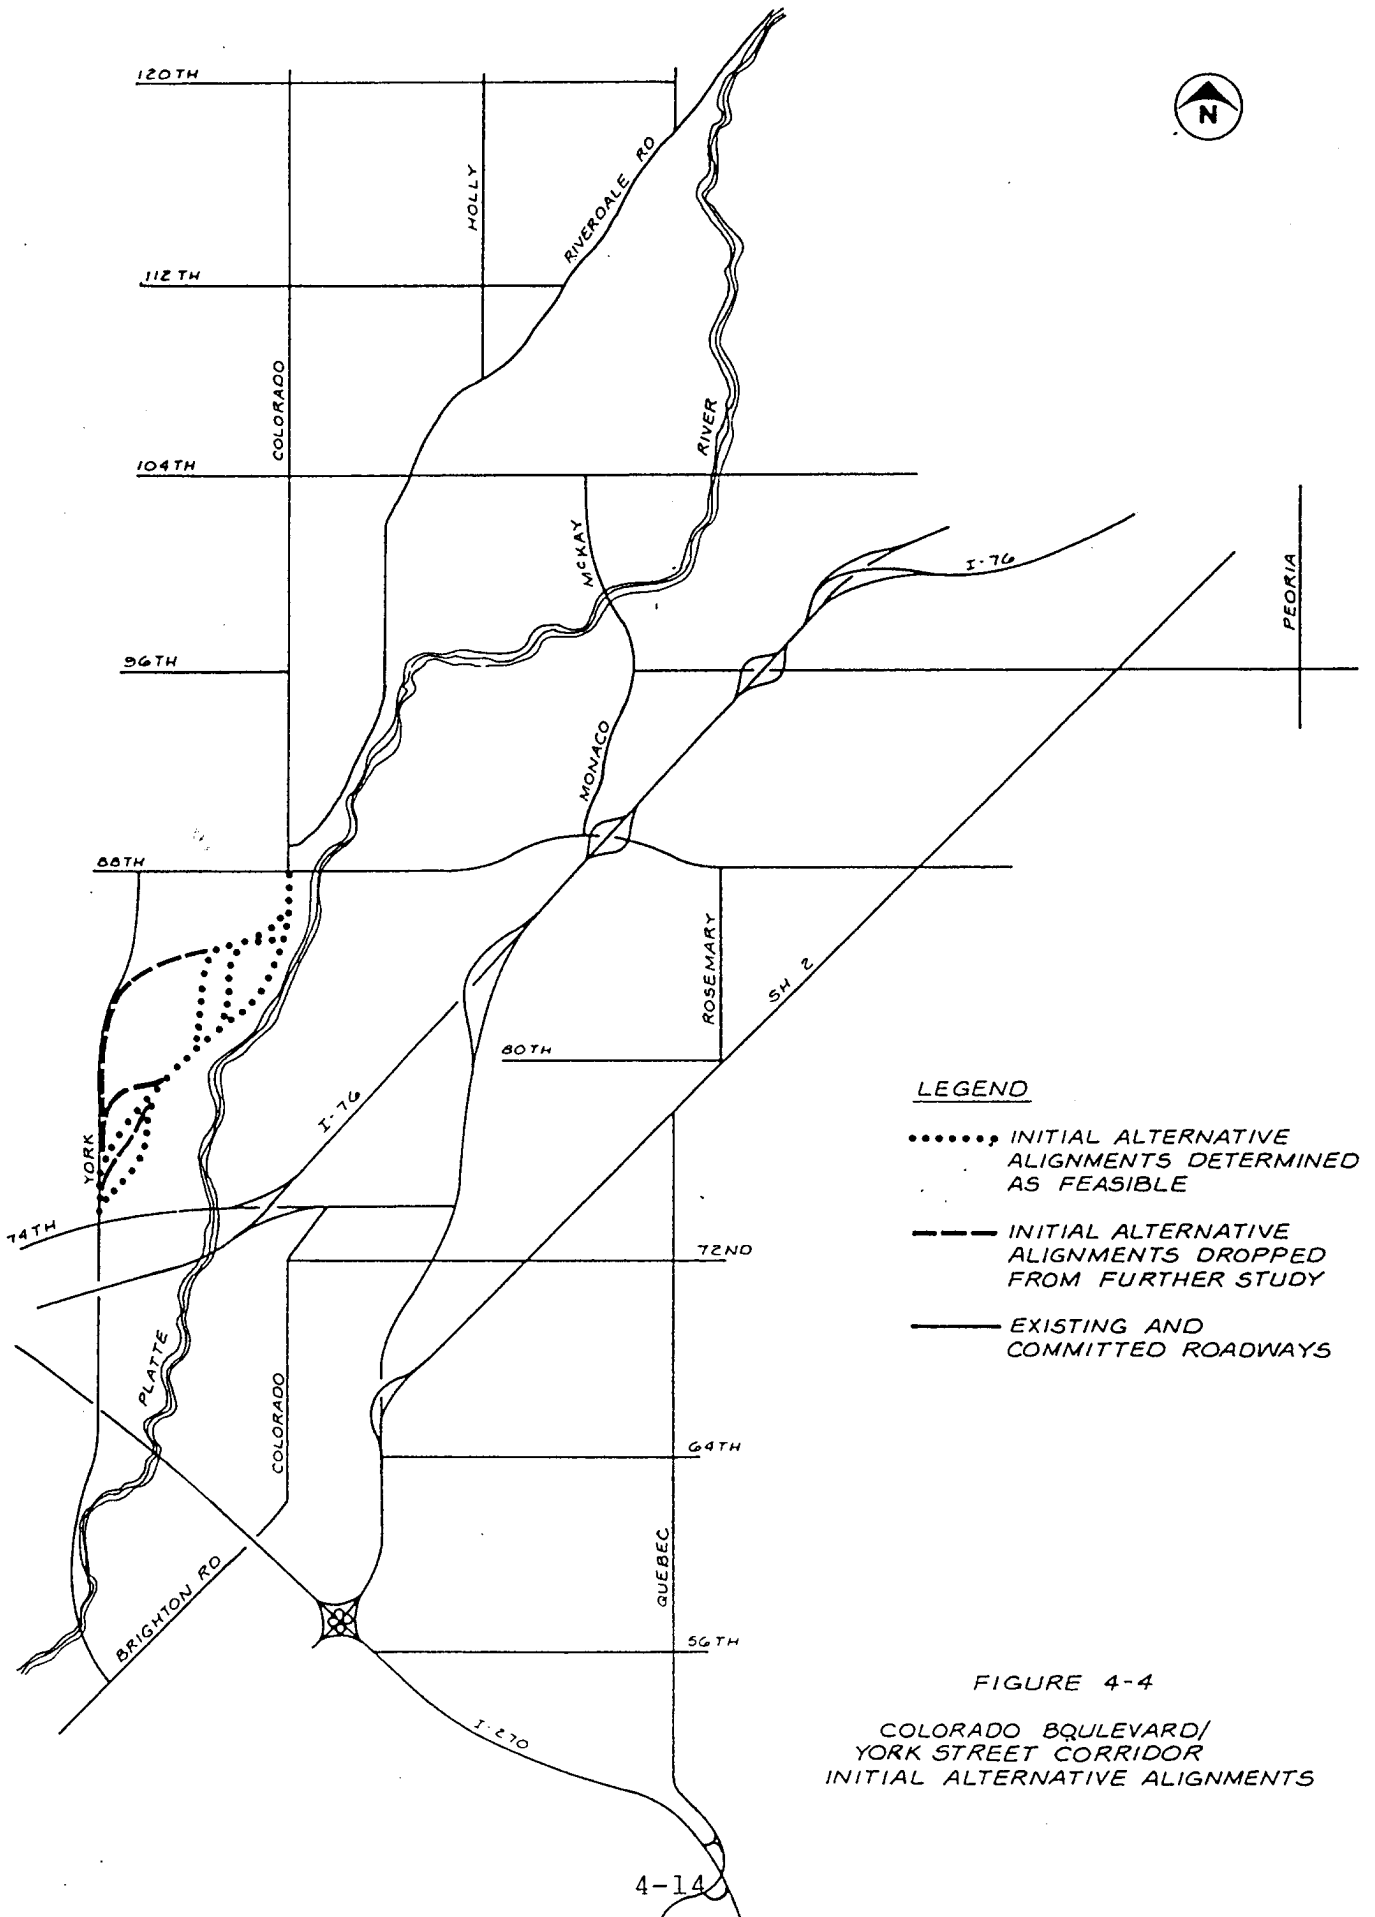 120TH
N
HOLLY
RIVERDALE RD
112TH
COLORADO
RIVER
104TH
McKAY
I-76
PEORIA
96TH
MONACO
88TH
ROSEMARY
SH 2
80TH
I-76
YORK
74TH
72ND
PLATTE
COLORADO
64TH
QUEBEC
BRIGHTON RD
56TH
I-270
LEGEND
INITIAL ALTERNATIVE
ALIGNMENTS DETERMINED
AS FEASIBLE
INITIAL ALTERNATIVE
ALIGNMENTS DROPPED
FROM FURTHER STUDY
EXISTING AND
COMMITTED ROADWAYS
FIGURE 4-4
COLORADO BOULEVARD/
YORK STREET CORRIDOR
INITIAL ALTERNATIVE ALIGNMENTS
4-14